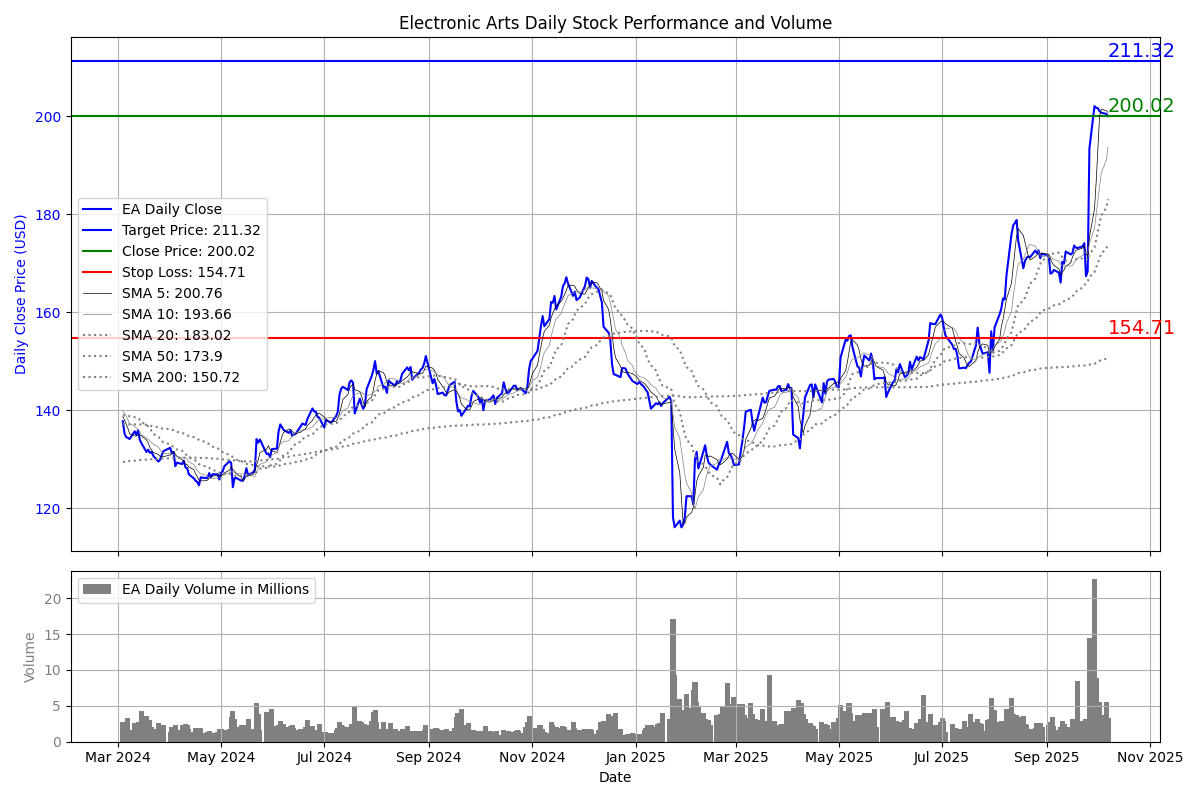 Electronic Arts Daily Stock Performance and Volume
211.32
200.02
154.71
Daily Close Price (USD)
200
180
160
140
120
EA Daily Close
Target Price: 211.32
Close Price: 200.02
Stop Loss: 154.71
SMA 5: 200.76
SMA 10: 193.66
SMA 20: 183.02
SMA 50: 173.9
SMA 200: 150.72
EA Daily Volume in Millions
Volume
20
15
10
5
0
Mar 2024 May 2024 Jul 2024 Sep 2024 Nov 2024 Jan 2025 Mar 2025 May 2025 Jul 2025 Sep 2025 Nov 2025
Date